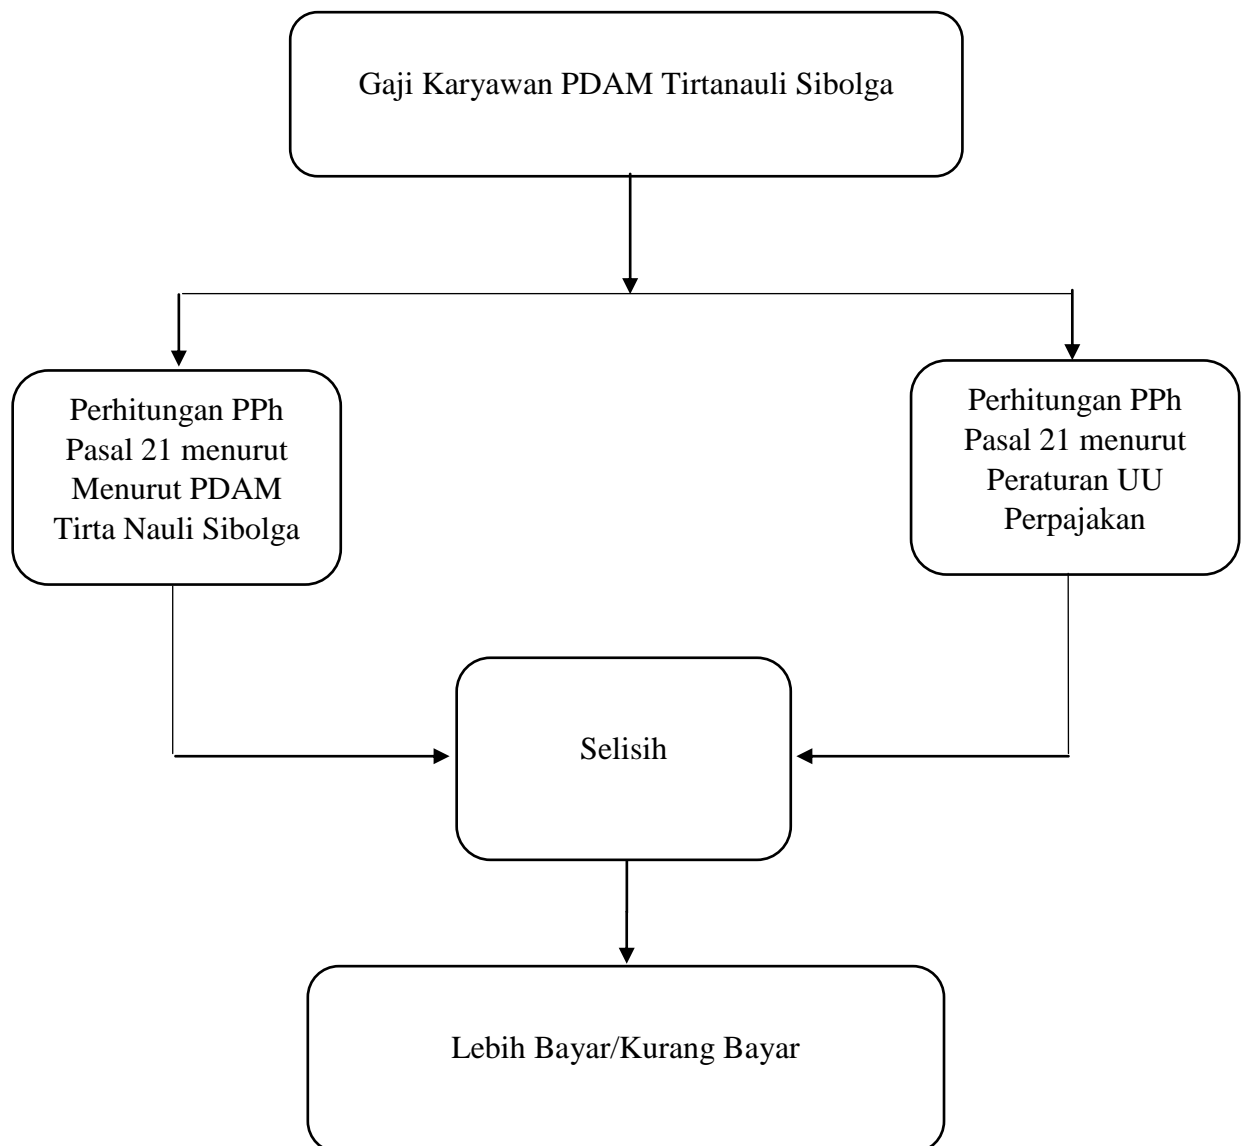 Gaji Karyawan PDAM Tirtanauli Sibolga
Perhitungan PPh
Pasal 21 menurut
Menurut PDAM
Tirta Nauli Sibolga
Perhitungan PPh
Pasal 21 menurut
Peraturan UU
Perpajakan
Selisih
Lebih Bayar/Kurang Bayar